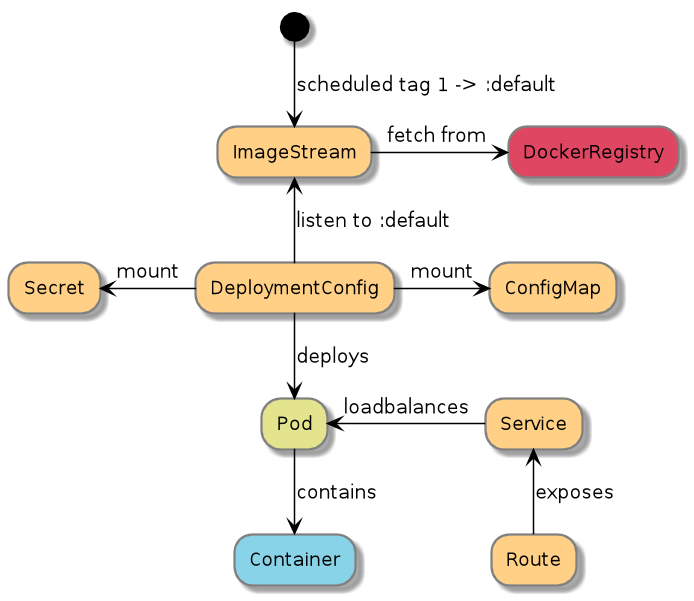 scheduled tag 1 -> :default
ImageStream
fetch from
DockerRegistry
listen to :default
Secret
mount
DeploymentConfig
mount
ConfigMap
deploys
Pod
loadbalances
Service
contains
exposes
Container
Route